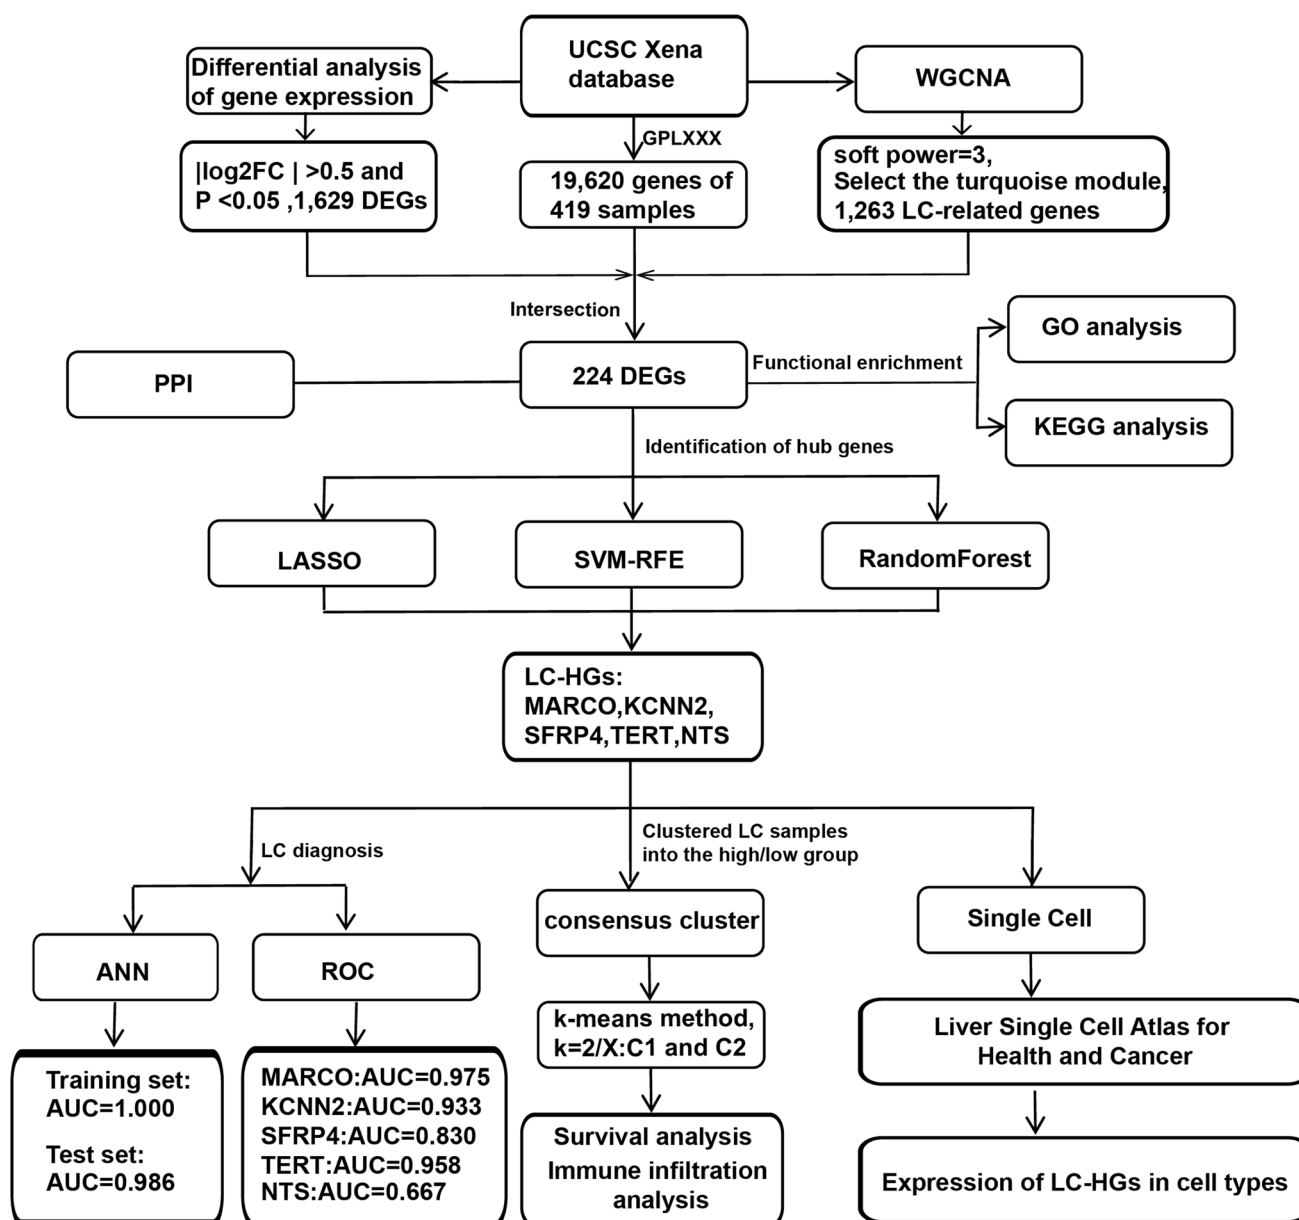 UCSC Xena
database
Differential analysis
of gene expression
WGCNA
GPLXXX
|log2FC | >0.5 and
P <0.05 ,1,629 DEGs
19,620 genes of
419 samples
soft power=3,
Select the turquoise module,
1,263 LC-related genes
Intersection
PPI
224 DEGs
Functional enrichment
GO analysis
KEGG analysis
Identification of hub genes
LASSO
SVM-RFE
RandomForest
LC-HGs:
MARCO,KCNN2,
SFRP4,TERT,NTS
LC diagnosis
Clustered LC samples
into the high/low group
ANN
ROC
consensus cluster
Single Cell
Training set:
AUC=1.000
Test set:
AUC=0.986
MARCO:AUC=0.975
KCNN2:AUC=0.933
SFRP4:AUC=0.830
TERT:AUC=0.958
NTS:AUC=0.667
k-means method,
k=2/X:C1 and C2
Survival analysis
Immune infiltration
analysis
Liver Single Cell Atlas for
Health and Cancer
Expression of LC-HGs in cell types